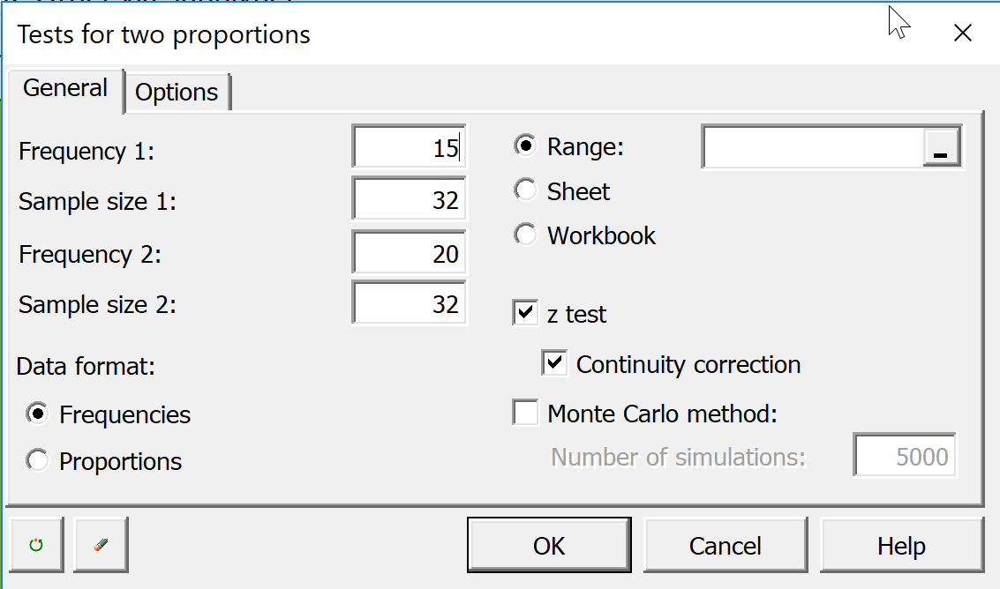 Tests for two proportions
General
Options
Frequency 1:
15
Range:
Sample size 1:
32
Sheet
Frequency 2:
20
Workbook
Sample size 2:
32
z test
Data format:
Continuity correction
Frequencies
Monte Carlo method:
Proportions
Number of simulations:
5000
OK
Cancel
Help